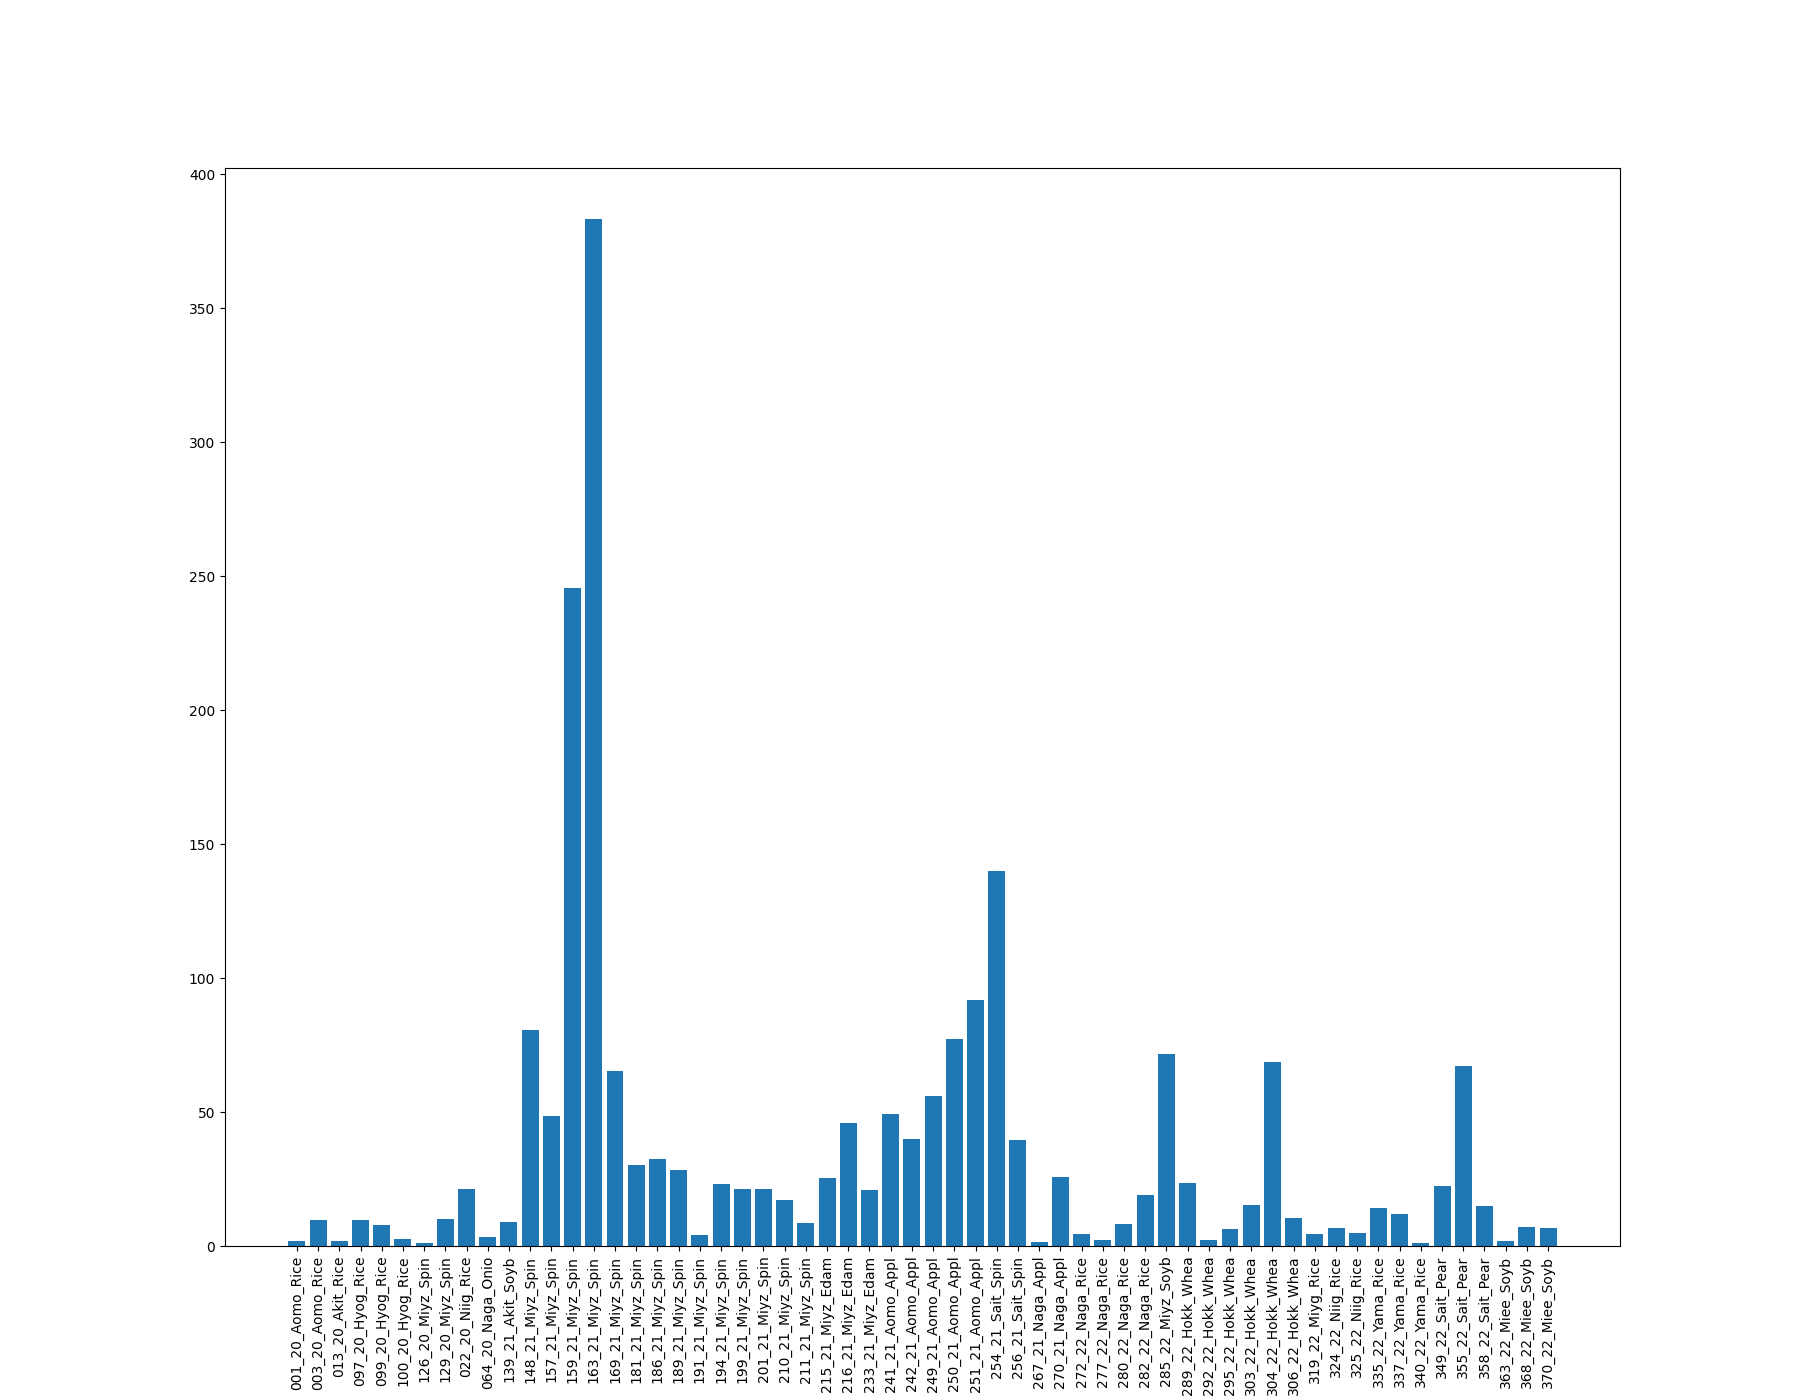 400
350
300
250
200
150
100
50
0
001_20_Aomo_Rice
003_20_Aomo_Rice
013_20_Akit_Rice
097_20_Hyog_Rice
099_20_Hyog_Rice
100_20_Hyog_Rice
126_20_Miyz_Spin
129_20_Miyz_Spin
022_20_Niig_Rice
064_20_Naga_Onio
139_21_Akit_Soyb
148_21_Miyz_Spin
157_21_Miyz_Spin
159_21_Miyz_Spin
163_21_Miyz_Spin
169_21_Miyz_Spin
181_21_Miyz_Spin
186_21_Miyz_Spin
189_21_Miyz_Spin
191_21_Miyz_Spin
194_21_Miyz_Spin
199_21_Miyz_Spin
201_21_Miyz_Spin
210_21_Miyz_Spin
211_21_Miyz_Spin
215_21_Miyz_Edam
216_21_Miyz_Edam
233_21_Miyz_Edam
241_21_Aomo_Appl
242_21_Aomo_Appl
249_21_Aomo_Appl
250_21_Aomo_Appl
251_21_Aomo_Appl
254_21_Sait_Spin
256_21_Sait_Spin
267_21_Naga_Appl
270_21_Naga_Appl
272_22_Naga_Rice
277_22_Naga_Rice
280_22_Naga_Rice
282_22_Naga_Rice
285_22_Miyz_Soyb
289_22_Hokk_Whea
292_22_Hokk_Whea
295_22_Hokk_Whea
303_22_Hokk_Whea
304_22_Hokk_Whea
306_22_Hokk_Whea
319_22_Miyg_Rice
324_22_Niig_Rice
325_22_Niig_Rice
335_22_Yama_Rice
337_22_Yama_Rice
340_22_Yama_Rice
349_22_Sait_Pear
355_22_Sait_Pear
358_22_Sait_Pear
363_22_Miee_Soyb
368_22_Miee_Soyb
370_22_Miee_Soyb